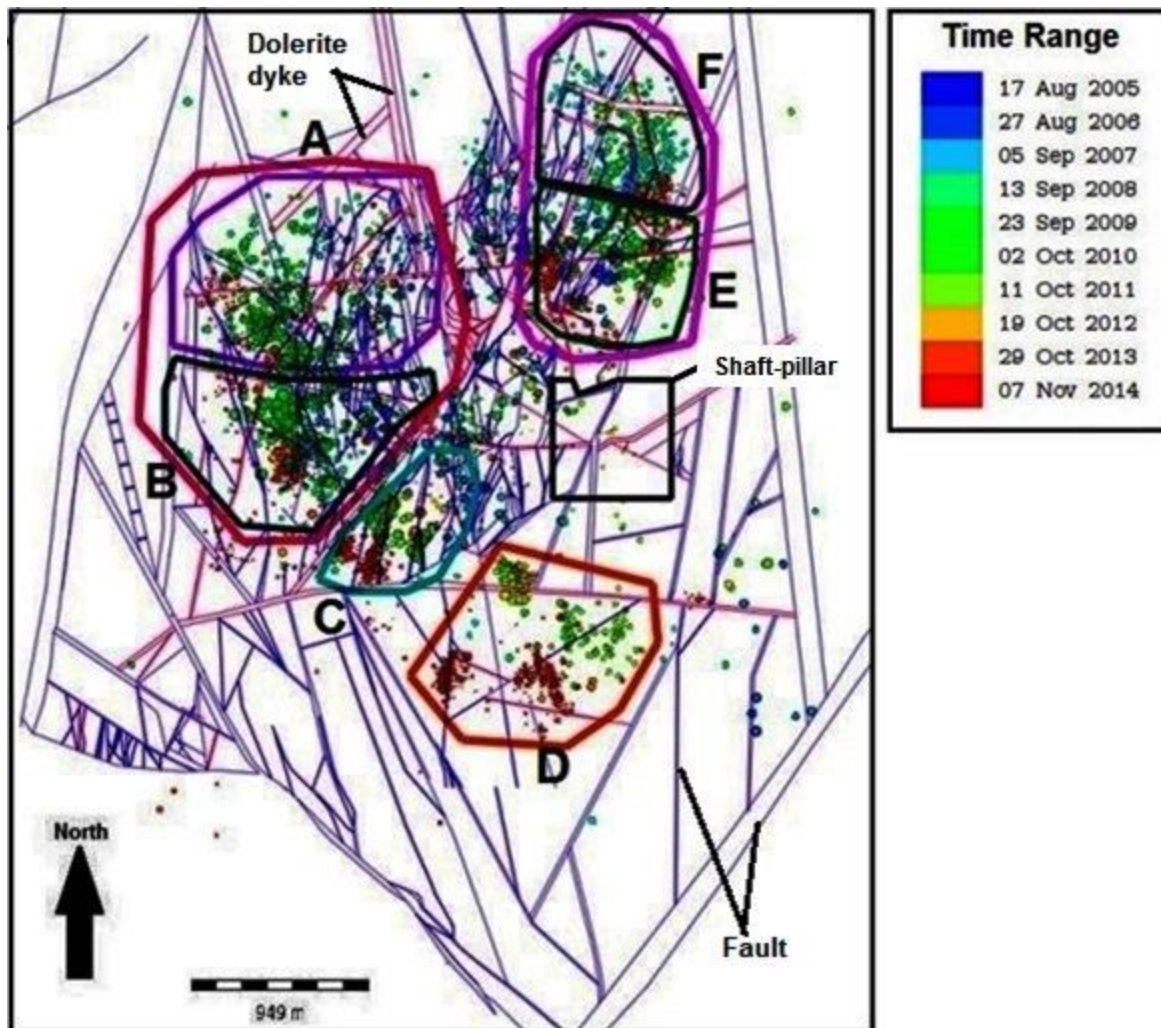 Dolerite
dyke
A
B
C
D
E
F
Shaft-pillar
Fault
North
949 m
Time Range
17 Aug 2005
27 Aug 2006
05 Sep 2007
13 Sep 2008
23 Sep 2009
02 Oct 2010
11 Oct 2011
19 Oct 2012
29 Oct 2013
07 Nov 2014